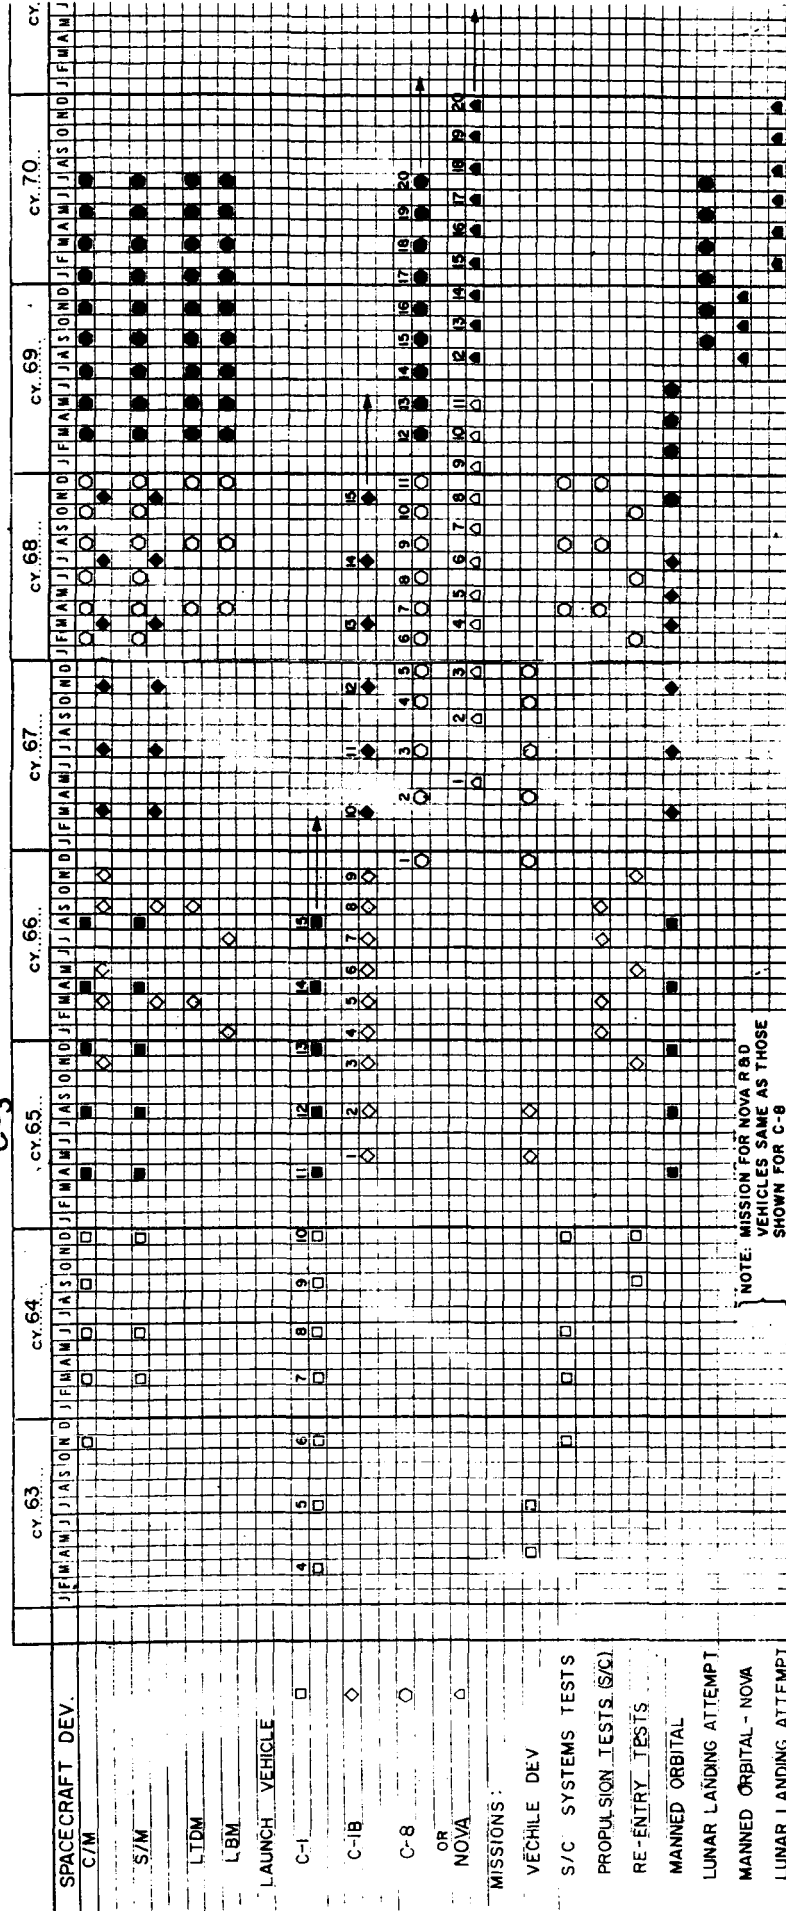 C-3
CY. 63 CY. 64 CY. 65 CY. 66 CY. 67 CY. 68 CY. 69 CY. 70 CY.
SPACECRAFT DEV. J F M A M J J A S O N D J F M A M J J A S O N D J F M A M J J A S O N D J F M A M J J A S O N D J F M A M J J A S O N D J F M A M J J A S O N D J F M A M J J A S O N D J F M A M J J A S O N D J F M A M J
C/M
S/M
LTDM
LBM
LAUNCH VEHICLE
C-1 4 5 6 7 8 9 10 11 12 13 14 15
C-1B 1 2 3 4 5 6 7 8 9 10 11 12 13 14 15
C-8 1 2 3 4 5 6 7 8 9 10 11 12 13 14 15 16 17 18 19 20
OR
NOVA 1 2 3 4 5 6 7 8 9 10 11 12 13 14 15 16 17 18 19 20
MISSIONS:
VECHILE DEV
S/C SYSTEMS TESTS
PROPULSION TESTS (S/C)
RE-ENTRY TESTS
MANNED ORBITAL
LUNAR LANDING ATTEMPT
MANNED ORBITAL - NOVA
LUNAR LANDING ATTEMPT
NOTE: MISSION FOR NOVA R&D
VEHICLES SAME AS THOSE
SHOWN FOR C-8